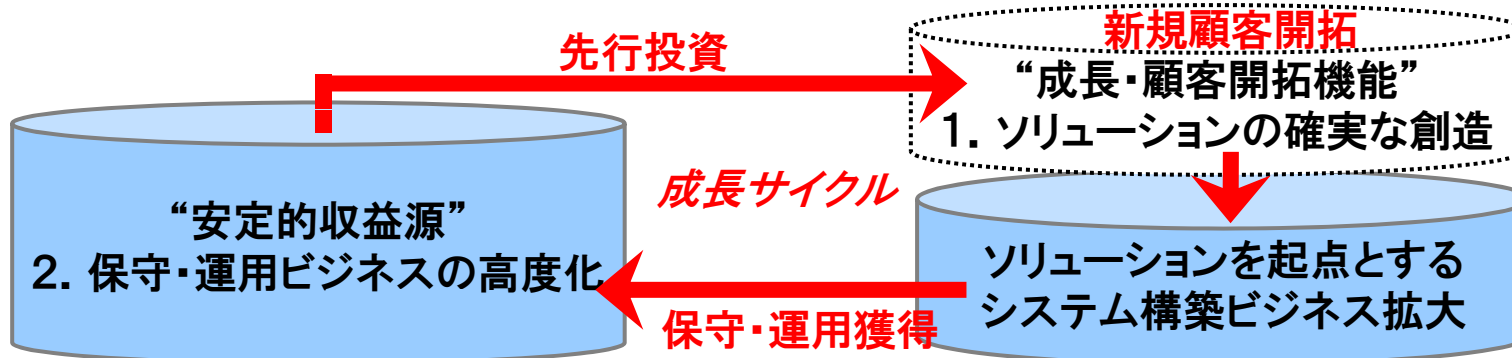 先行投資
新規顧客開拓
“成長・顧客開拓機能”
1. ソリューションの確実な創造
成長サイクル
“安定的収益源”
2. 保守・運用ビジネスの高度化
ソリューションを起点とする
システム構築ビジネス拡大
保守・運用獲得